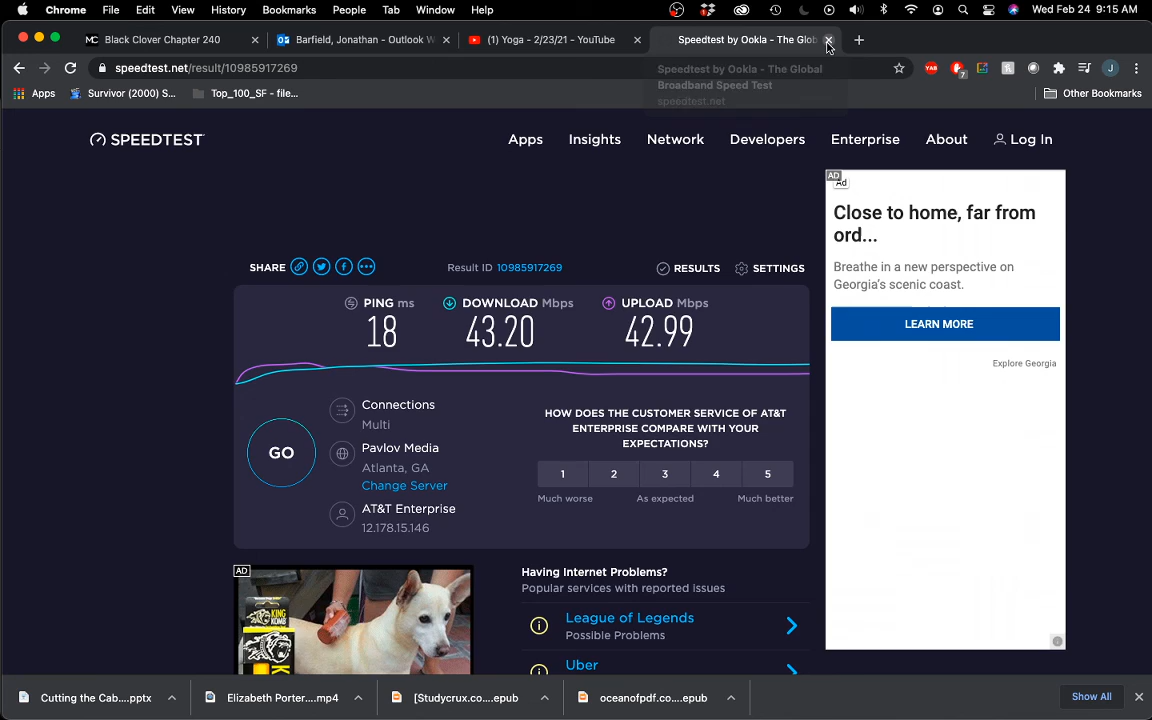 Chrome File Edit View History Bookmarks People Tab Window Help Wed Feb 24 9:15 AM
Black Clover Chapter 240 Barfield, Jonathan - Outlook W (1) Yoga - 2/23/21 - YouTube Speedtest by Ookla - The Glob
speedtest.net/result/10985917269
Speedtest by Ookla - The Global
Broadband Speed Test
speedtest.net
YAB 7 J
Apps Survivor (2000) S... Top_100_SF - file... Other Bookmarks
SPEEDTEST Apps Insights Network Developers Enterprise About Log In
AD
Ad
Close to home, far from
ord...
Breathe in a new perspective on
Georgia's scenic coast.
LEARN MORE
Explore Georgia
SHARE Result ID 10985917269 RESULTS SETTINGS
PING ms DOWNLOAD Mbps UPLOAD Mbps
18 43.20 42.99
GO
Connections
Multi
Pavlov Media
Atlanta, GA
Change Server
AT&T Enterprise
12.178.15.146
HOW DOES THE CUSTOMER SERVICE OF AT&T
ENTERPRISE COMPARE WITH YOUR
EXPECTATIONS?
1 2 3 4 5
Much worse As expected Much better
AD
KING
KOMB
Having Internet Problems?
Popular services with reported issues
League of Legends
Possible Problems
Uber
Cutting the Cab....pptx Elizabeth Porter....mp4 [Studycrux.co....epub oceanofpdf.co....epub Show All